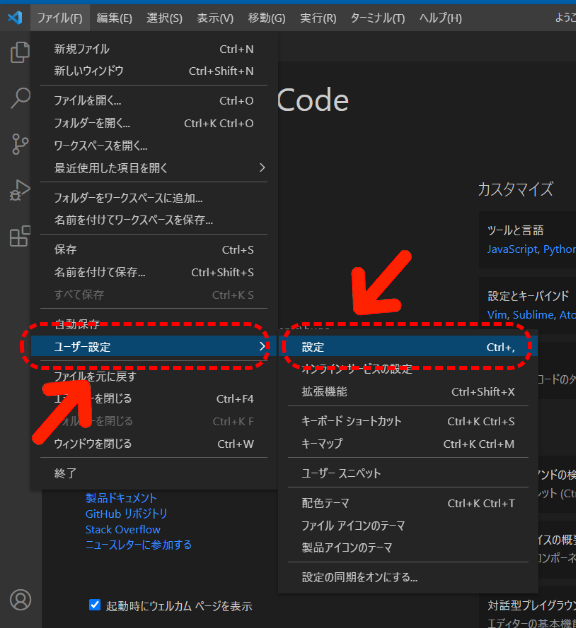 ファイル(F) 編集(E) 選択(S) 表示(V) 移動(G) 実行(R) ターミナル(T) ヘルプ(H) ようこ
新規ファイル Ctrl+N
新しいウィンドウ Ctrl+Shift+N
ファイルを開く... Ctrl+O
フォルダーを開く... Ctrl+K Ctrl+O
ワークスペースを開く...
最近使用した項目を開く
フォルダーをワークスペースに追加...
名前を付けてワークスペースを保存...
保存 Ctrl+S
名前を付けて保存... Ctrl+Shift+S
すべて保存 Ctrl+K S
自動保存
ユーザー設定
ファイルを元に戻す
エディターを閉じる Ctrl+F4
フォルダーを閉じる Ctrl+K F
ウィンドウを閉じる Ctrl+W
終了
設定 Ctrl+,
オンライン サービスの設定
拡張機能 Ctrl+Shift+X
キーボード ショートカット Ctrl+K Ctrl+S
キーマップ Ctrl+K Ctrl+M
ユーザー スニペット
配色テーマ Ctrl+K Ctrl+T
ファイル アイコンのテーマ
製品アイコンのテーマ
設定の同期をオンにする...
Code
カスタマイズ
ツールと言語
JavaScript, Python
設定とキーバインド
Vim, Sublime, Ato
コードのタ
ンドの検
レット (Ct
イスの概要
コンポーネ
対話型プレイグラウン
エディターの基本機能
製品ドキュメント
GitHub リポジトリ
Stack Overflow
ニュースレターに参加する
起動時にウェルカム ページを表示